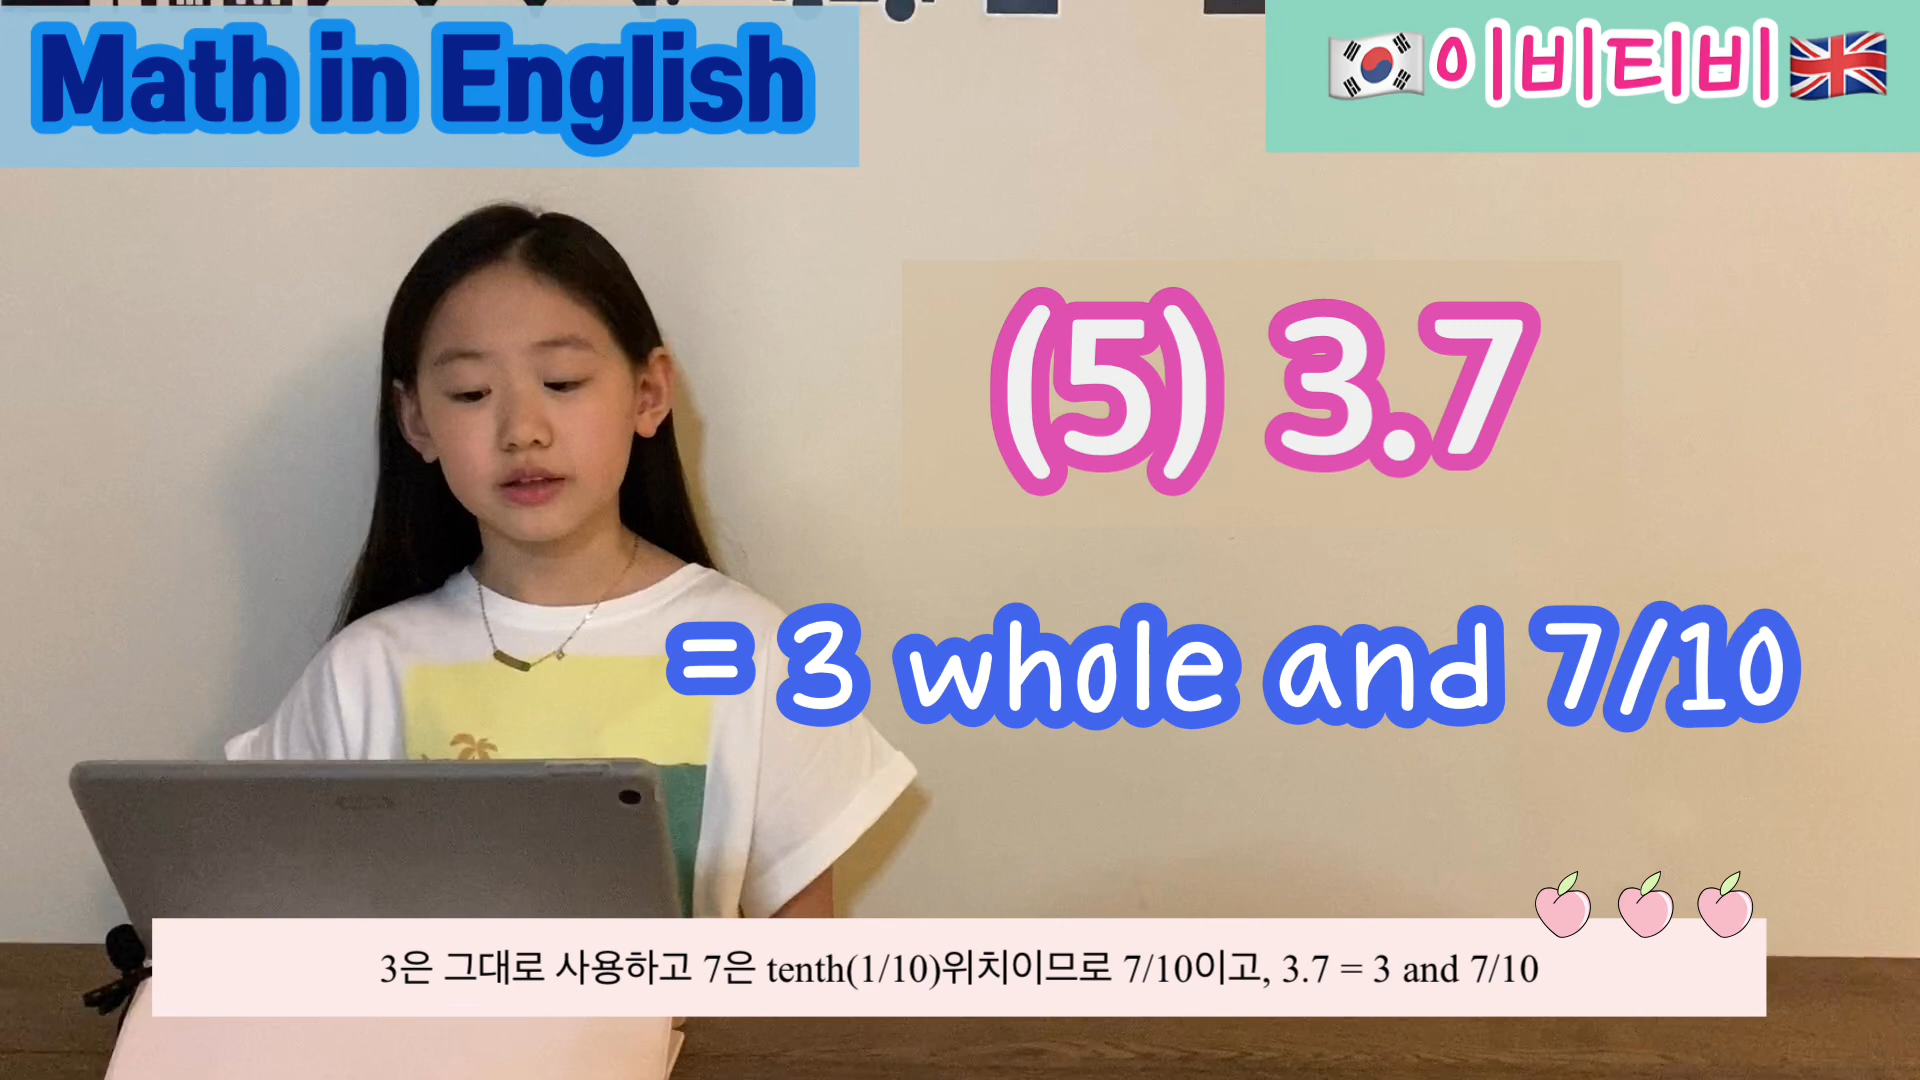 Math in English
이비티비
(5) 3.7
= 3 whole and 7/10
3은 그대로 사용하고 7은 tenth(1/10)위치이므로 7/10이고, 3.7 = 3 and 7/10